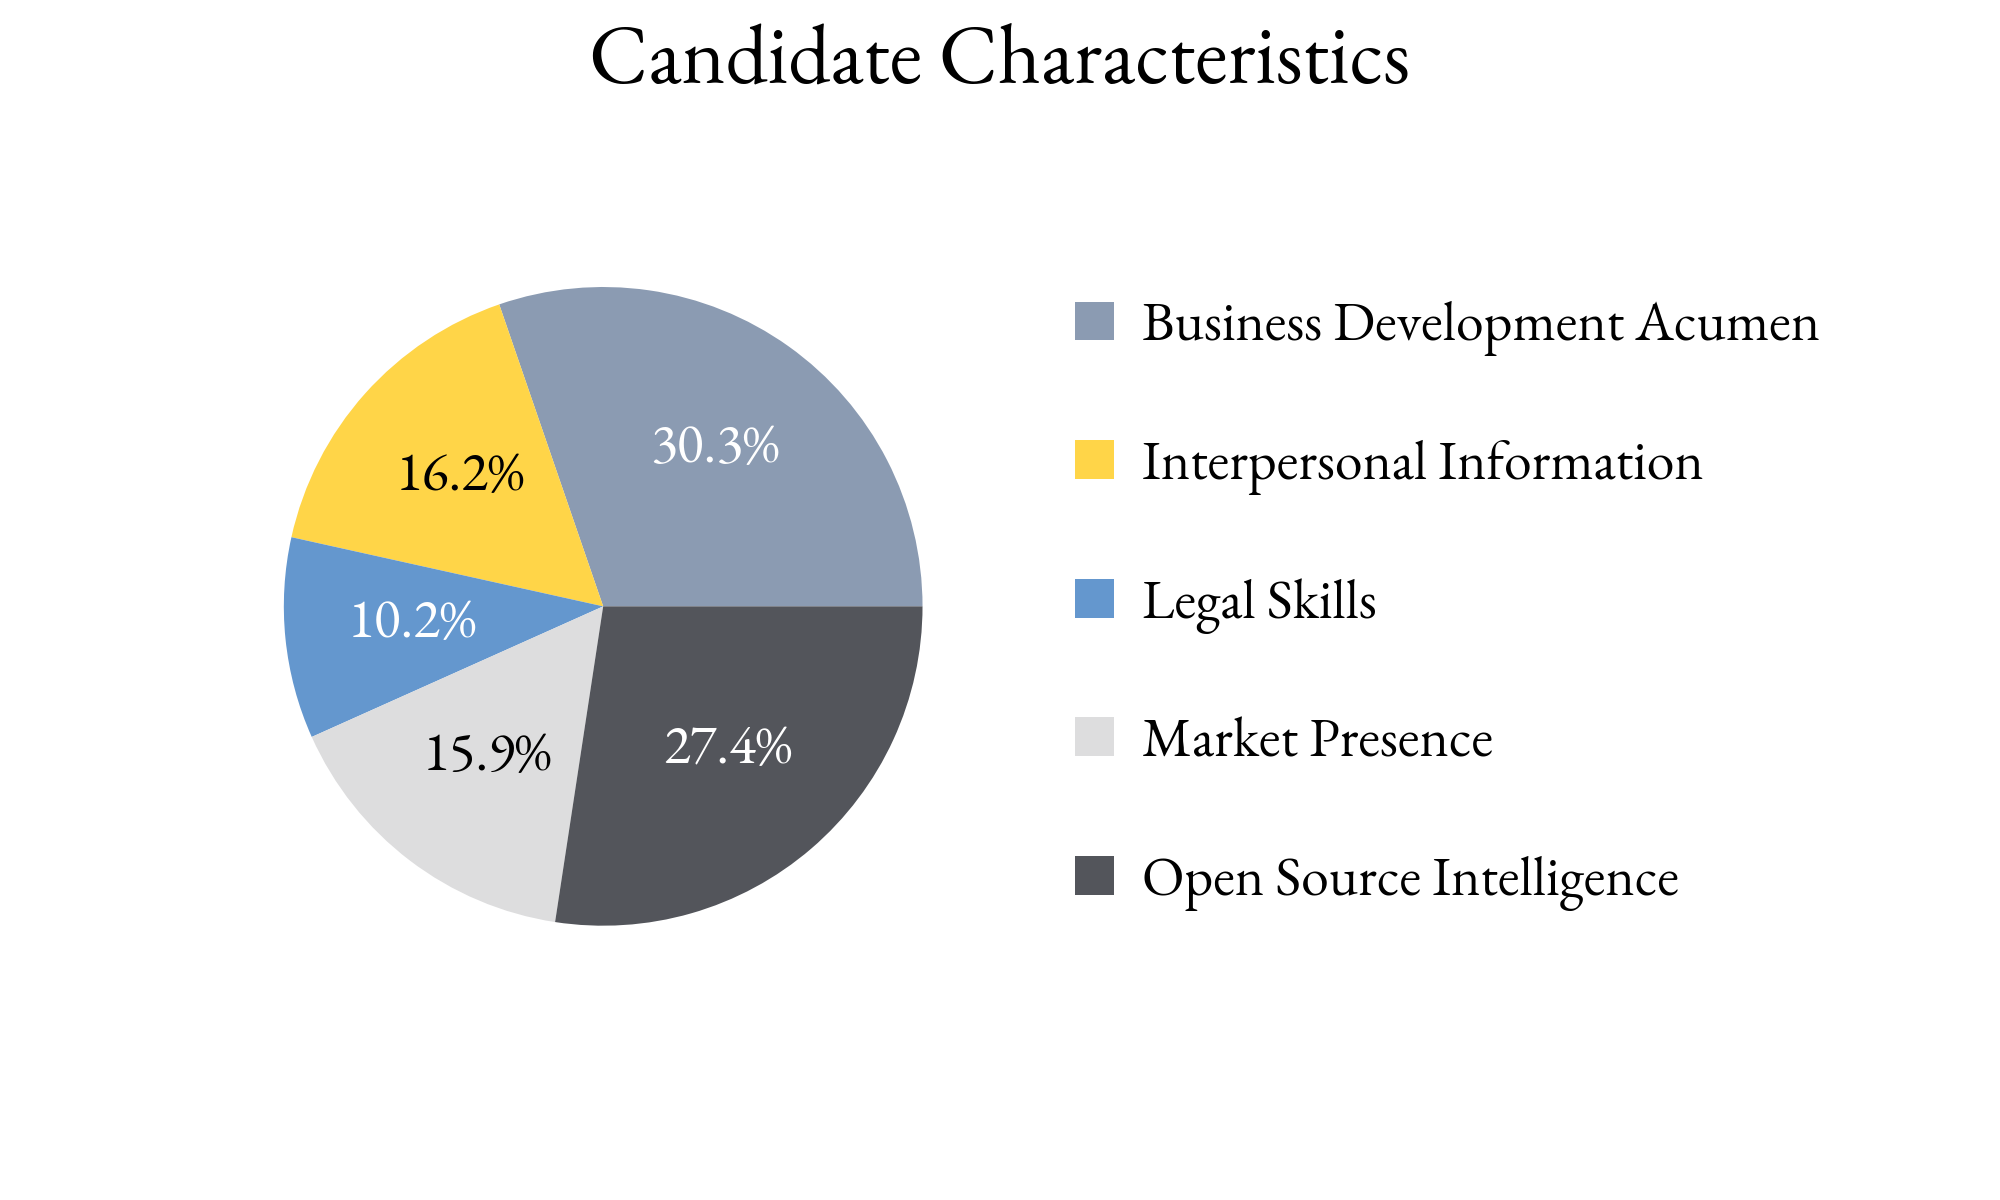 Candidate Characteristics
30.3%
16.2%
10.2%
15.9%
27.4%
Business Development Acumen
Interpersonal Information
Legal Skills
Market Presence
Open Source Intelligence